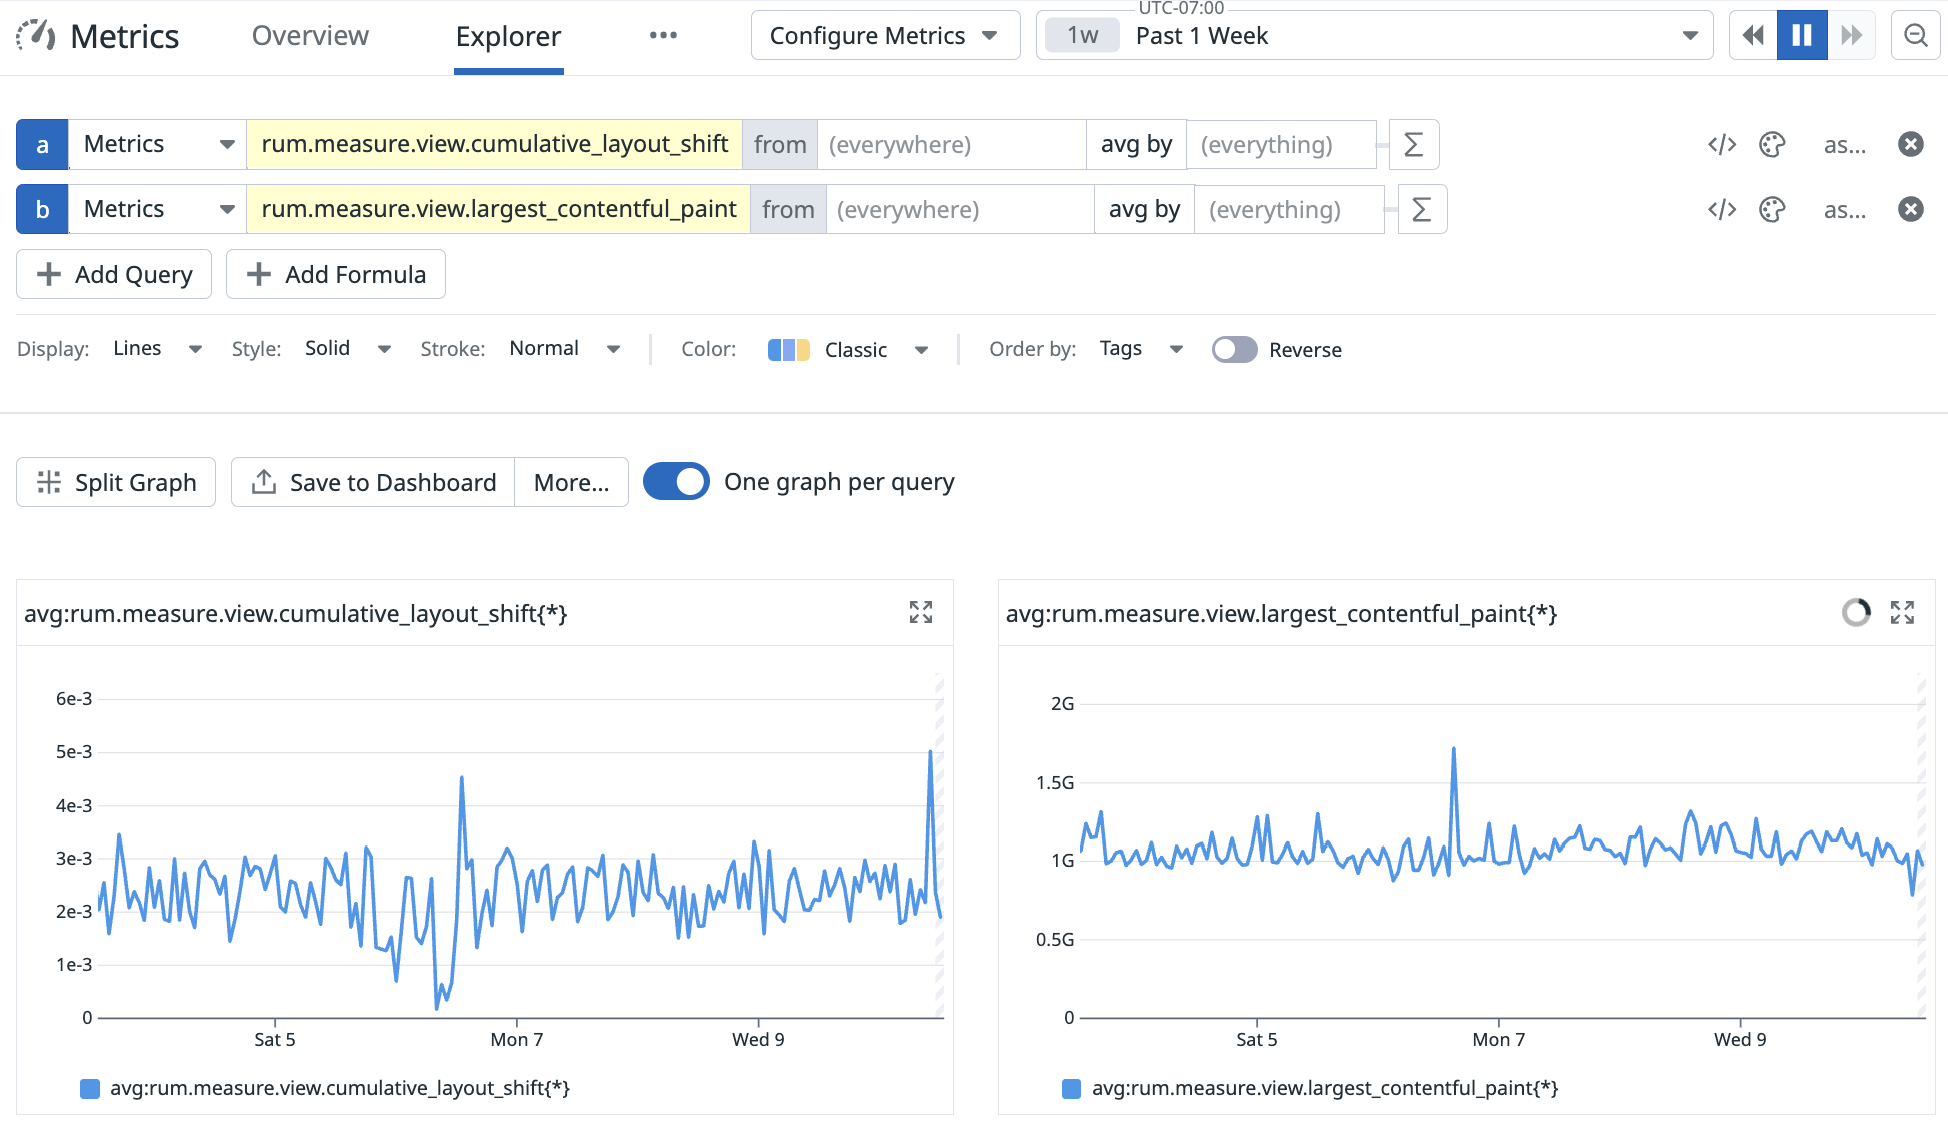 UTC-07:00
Metrics Overview Explorer ••• Configure Metrics 1w Past 1 Week
a Metrics rum.measure.view.cumulative_layout_shift from (everywhere) avg by (everything) Σ </> as...
b Metrics rum.measure.view.largest_contentful_paint from (everywhere) avg by (everything) Σ </> as...
+ Add Query + Add Formula
Display: Lines Style: Solid Stroke: Normal Color: Classic Order by: Tags Reverse
Split Graph Save to Dashboard More... One graph per query
avg:rum.measure.view.cumulative_layout_shift{*}
6e-3
5e-3
4e-3
3e-3
2e-3
1e-3
0
Sat 5 Mon 7 Wed 9
avg:rum.measure.view.cumulative_layout_shift{*}
avg:rum.measure.view.largest_contentful_paint{*}
2G
1.5G
1G
0.5G
0
Sat 5 Mon 7 Wed 9
avg:rum.measure.view.largest_contentful_paint{*}